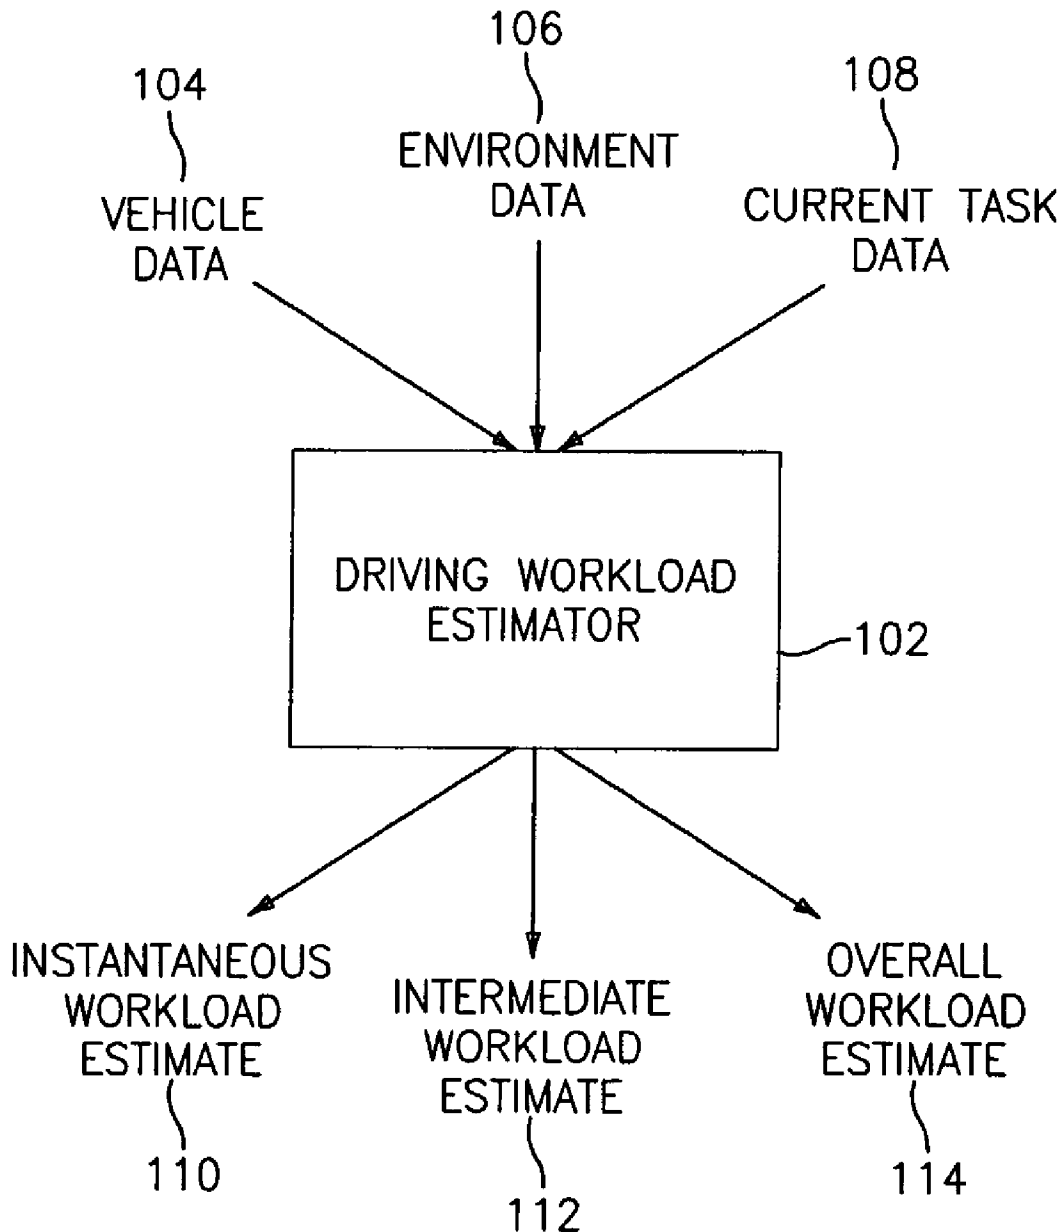 106
104
108
ENVIRONMENT
DATA
VEHICLE
DATA
CURRENT TASK
DATA
DRIVING WORKLOAD
ESTIMATOR
102
INSTANTANEOUS
WORKLOAD
ESTIMATE
INTERMEDIATE
WORKLOAD
ESTIMATE
OVERALL
WORKLOAD
ESTIMATE
110
112
114